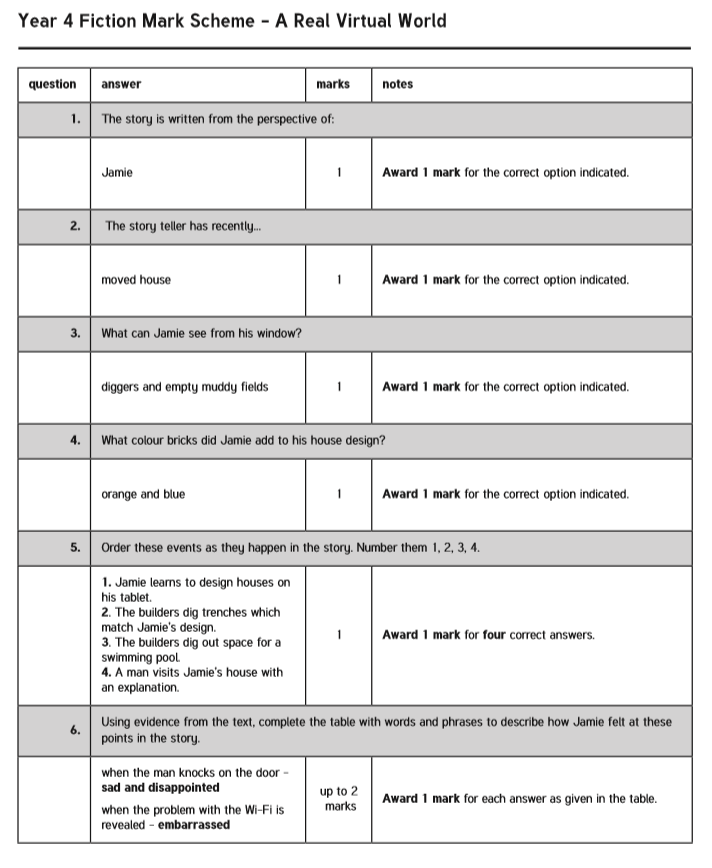 Year 4 Fiction Mark Scheme – A Real Virtual World
question answer marks notes
1. The story is written from the perspective of:
Jamie 1 Award 1 mark for the correct option indicated.
2. The story teller has recently...
moved house 1 Award 1 mark for the correct option indicated.
3. What can Jamie see from his window?
diggers and empty muddy fields 1 Award 1 mark for the correct option indicated.
4. What colour bricks did Jamie add to his house design?
orange and blue 1 Award 1 mark for the correct option indicated.
5. Order these events as they happen in the story. Number them 1, 2, 3, 4.
1. Jamie learns to design houses on
his tablet.
2. The builders dig trenches which
match Jamie's design.
3. The builders dig out space for a
swimming pool.
4. A man visits Jamie's house with
an explanation.
1
Award 1 mark for four correct answers.
6. Using evidence from the text, complete the table with words and phrases to describe how Jamie felt at these
points in the story.
when the man knocks on the door –
sad and disappointed
when the problem with the Wi-Fi is
revealed – embarrassed
up to 2
marks
Award 1 mark for each answer as given in the table.